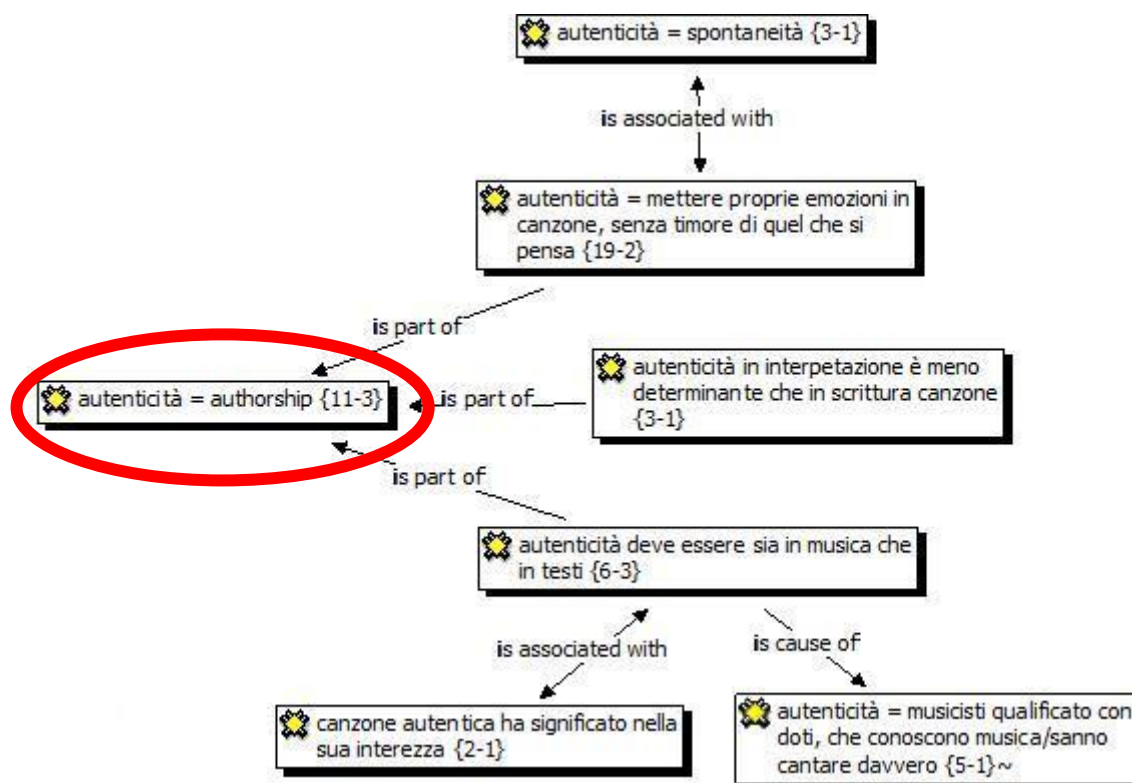 autenticità = spontaneità {3-1}
is associated with
autenticità = mettere proprie emozioni in
canzone, senza timore di quel che si
pensa {19-2}
is part of
autenticità = authorship {11-3}
is part of
autenticità in interpetazione è meno
determinante che in scrittura canzone
{3-1}
is part of
autenticità deve essere sia in musica che
in testi {6-3}
is associated with
is cause of
canzone autentica ha significato nella
sua interezza {2-1}
autenticità = musicisti qualificato con
doti, che conoscono musica/sanno
cantare davvero {5-1}~